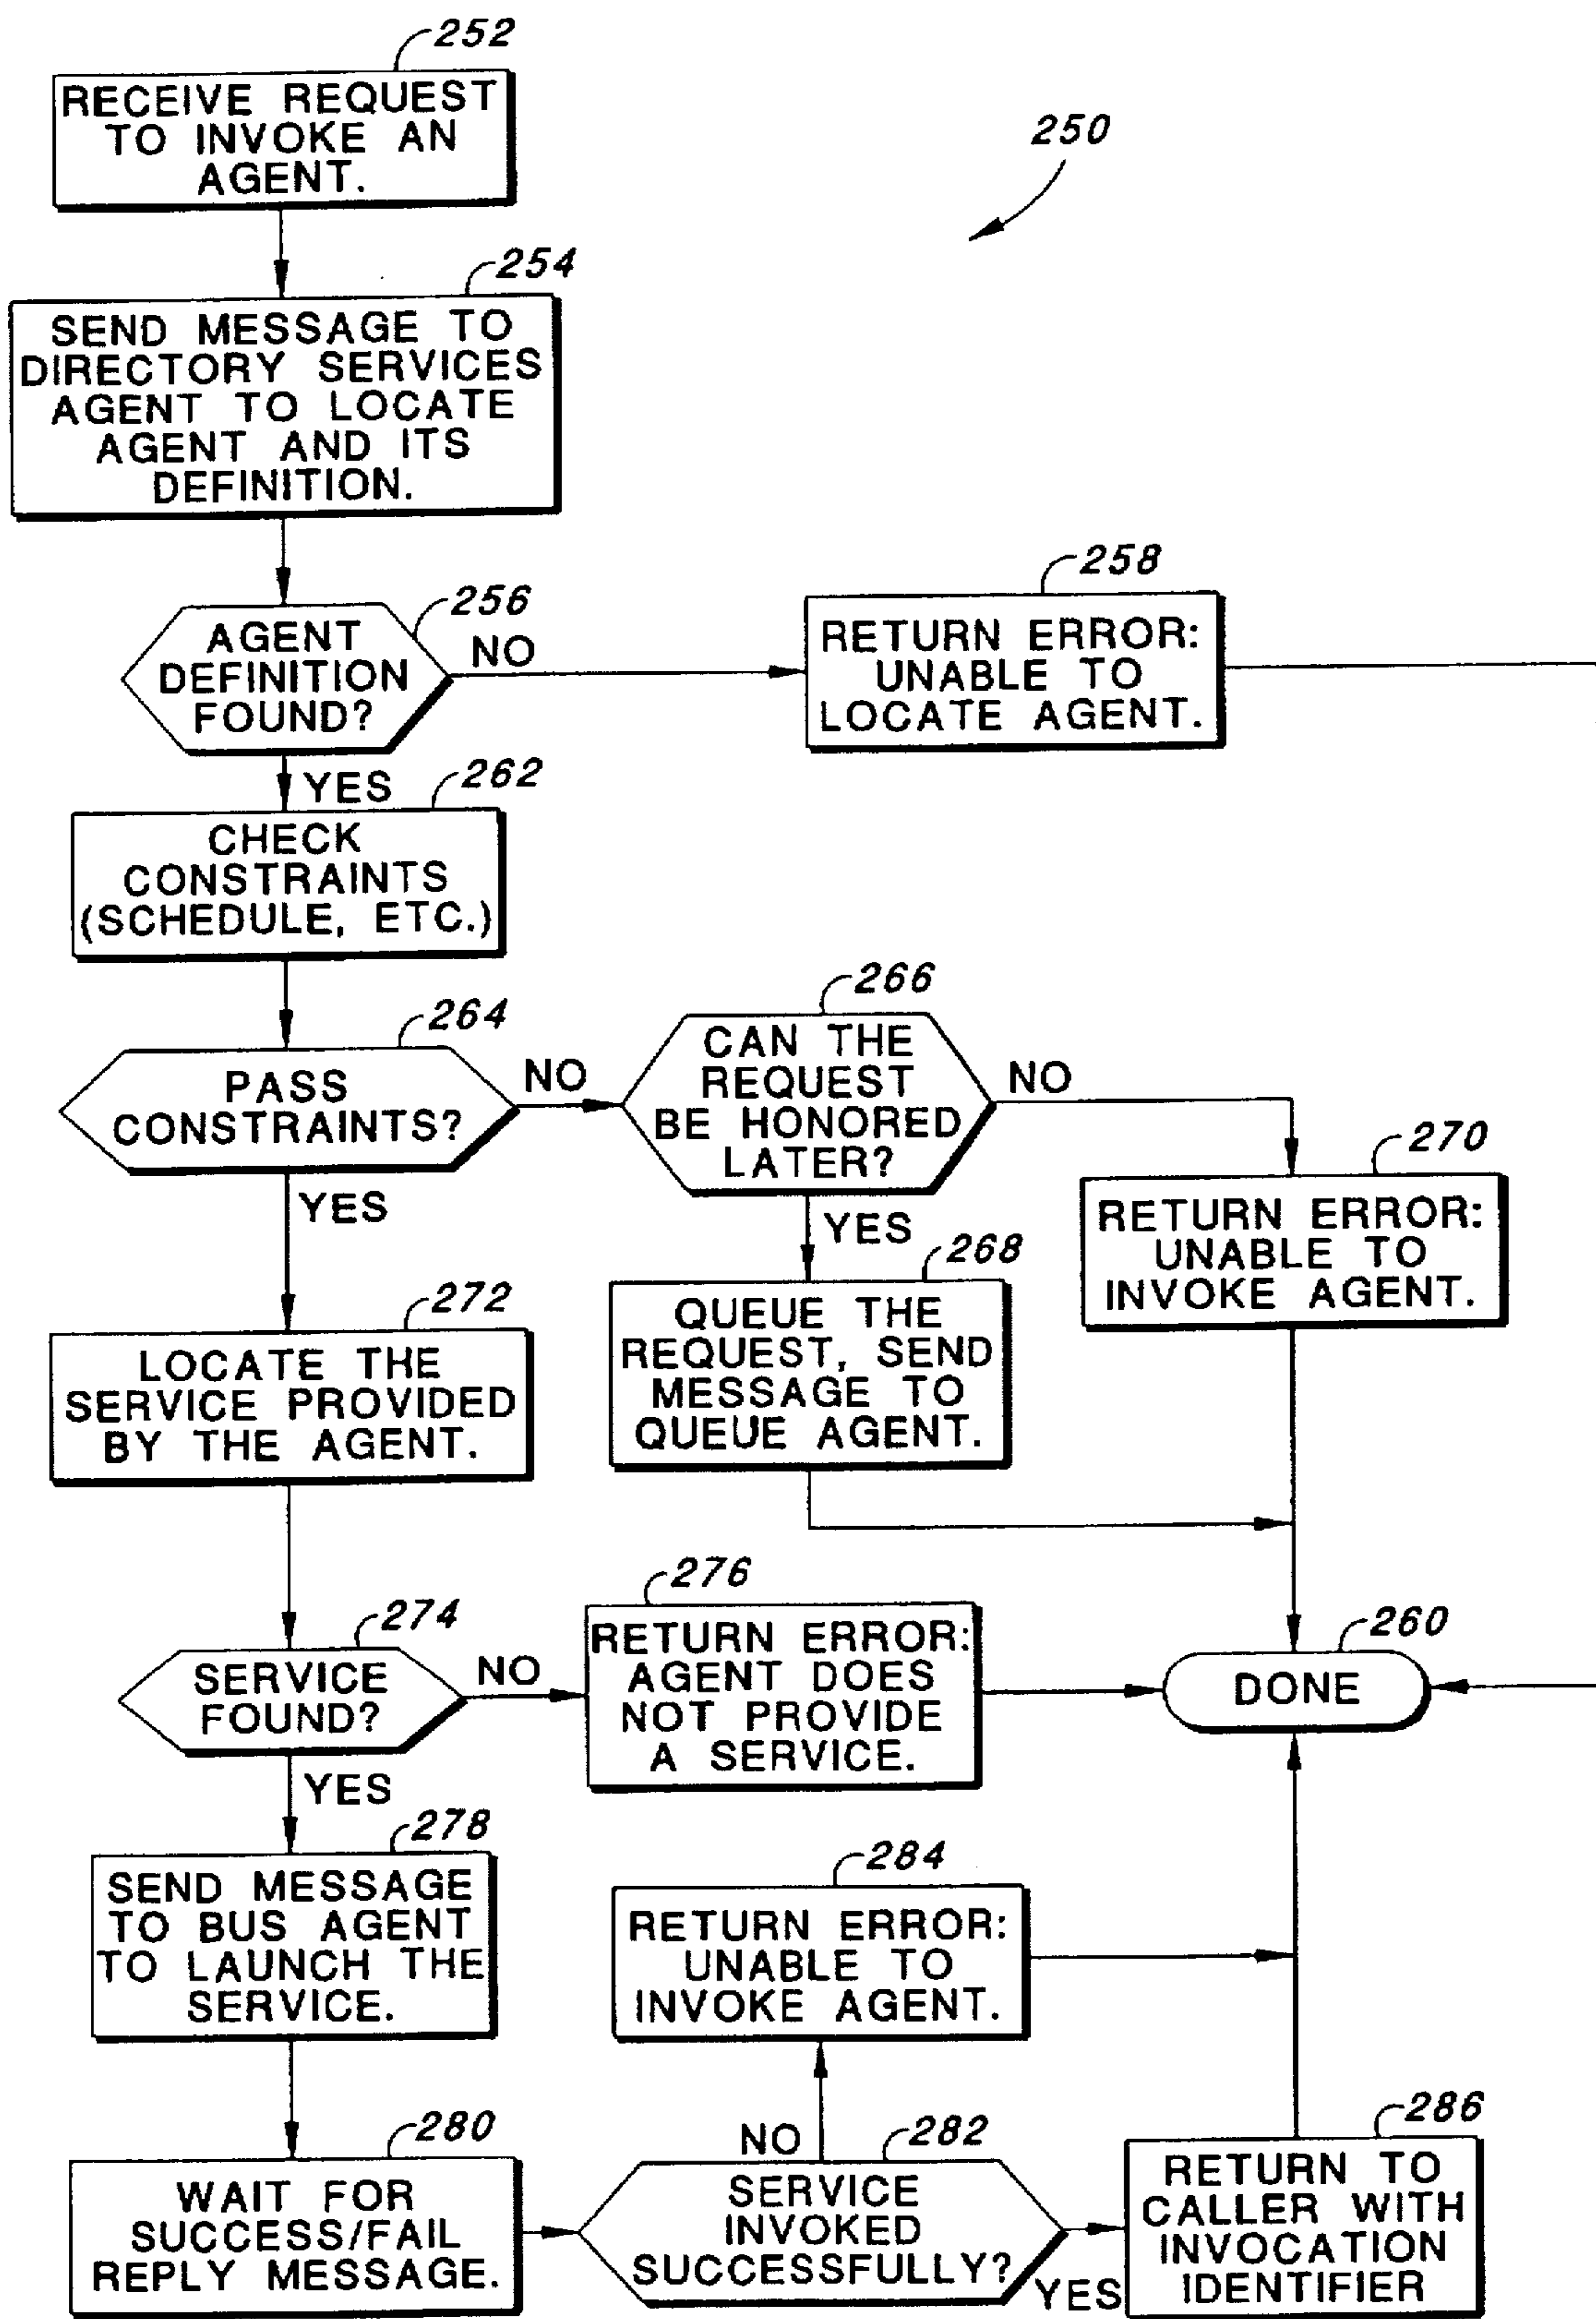 252
RECEIVE REQUEST
TO INVOKE AN
AGENT.
250
254
SEND MESSAGE TO
DIRECTORY SERVICES
AGENT TO LOCATE
AGENT AND ITS
DEFINITION.
256
AGENT
DEFINITION
FOUND?
NO
258
RETURN ERROR:
UNABLE TO
LOCATE AGENT.
YES
262
CHECK
CONSTRAINTS
(SCHEDULE, ETC.)
264
PASS
CONSTRAINTS?
NO
266
CAN THE
REQUEST
BE HONORED
LATER?
NO
270
RETURN ERROR:
UNABLE TO
INVOKE AGENT.
YES
268
QUEUE THE
REQUEST, SEND
MESSAGE TO
QUEUE AGENT.
YES
272
LOCATE THE
SERVICE PROVIDED
BY THE AGENT.
274
SERVICE
FOUND?
NO
276
RETURN ERROR:
AGENT DOES
NOT PROVIDE
A SERVICE.
260
DONE
YES
278
SEND MESSAGE
TO BUS AGENT
TO LAUNCH THE
SERVICE.
284
RETURN ERROR:
UNABLE TO
INVOKE AGENT.
280
WAIT FOR
SUCCESS/FAIL
REPLY MESSAGE.
NO
282
SERVICE
INVOKED
SUCCESSFULLY?
YES
286
RETURN TO
CALLER WITH
INVOCATION
IDENTIFIER